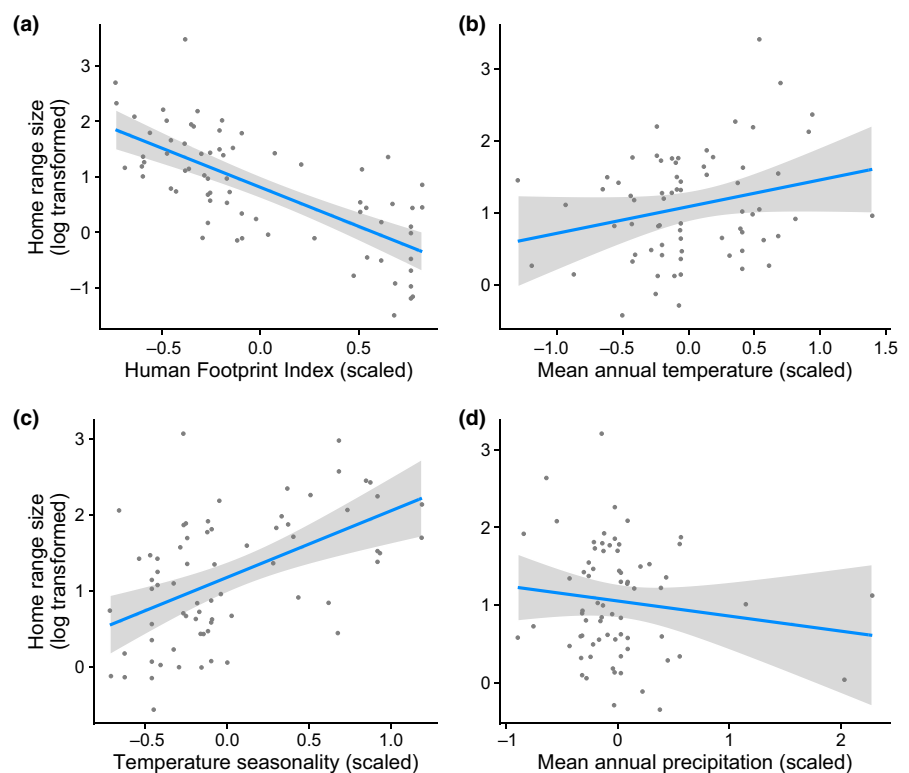 (a)
Home range size
(log transformed)
3
2
1
0
−1
−0.5
0.0
0.5
Human Footprint Index (scaled)
(b)
3
2
1
0
−1.0
−0.5
0.0
0.5
1.0
1.5
Mean annual temperature (scaled)
(c)
Home range size
(log transformed)
3
2
1
0
−0.5
0.0
0.5
1.0
Temperature seasonality (scaled)
(d)
3
2
1
0
−1
0
1
2
Mean annual precipitation (scaled)